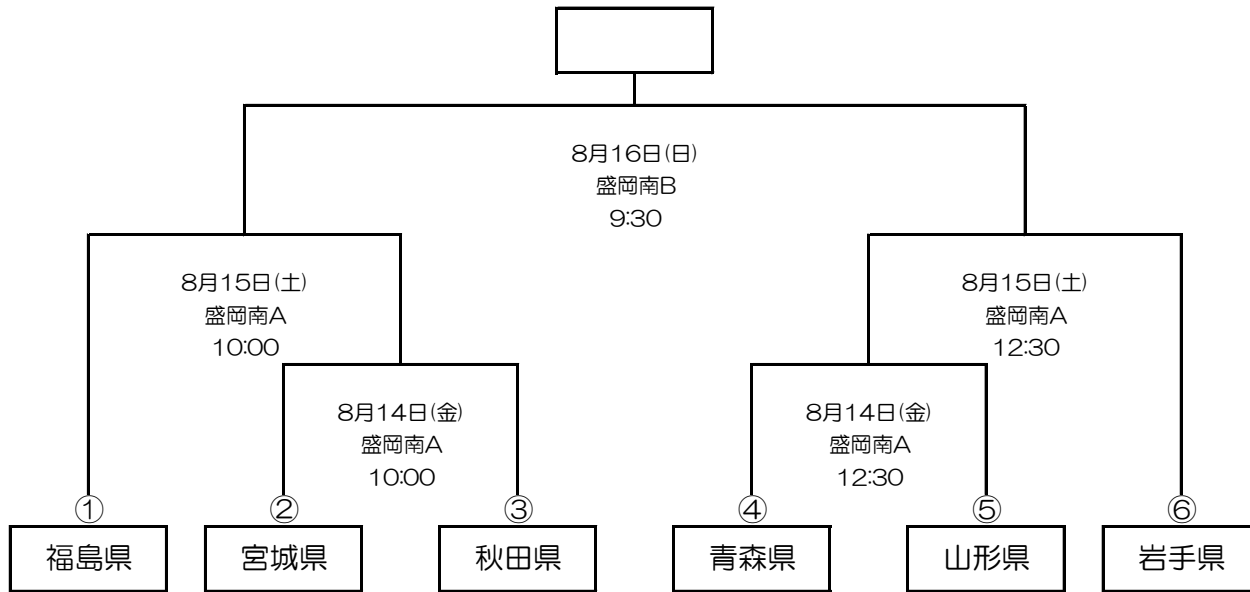 8月16日(日)
盛岡南B
9:30
8月15日(土)
盛岡南A
10:00
8月15日(土)
盛岡南A
12:30
8月14日(金)
盛岡南A
10:00
8月14日(金)
盛岡南A
12:30
① ② ③ ④ ⑤ ⑥
福島県 宮城県 秋田県 青森県 山形県 岩手県